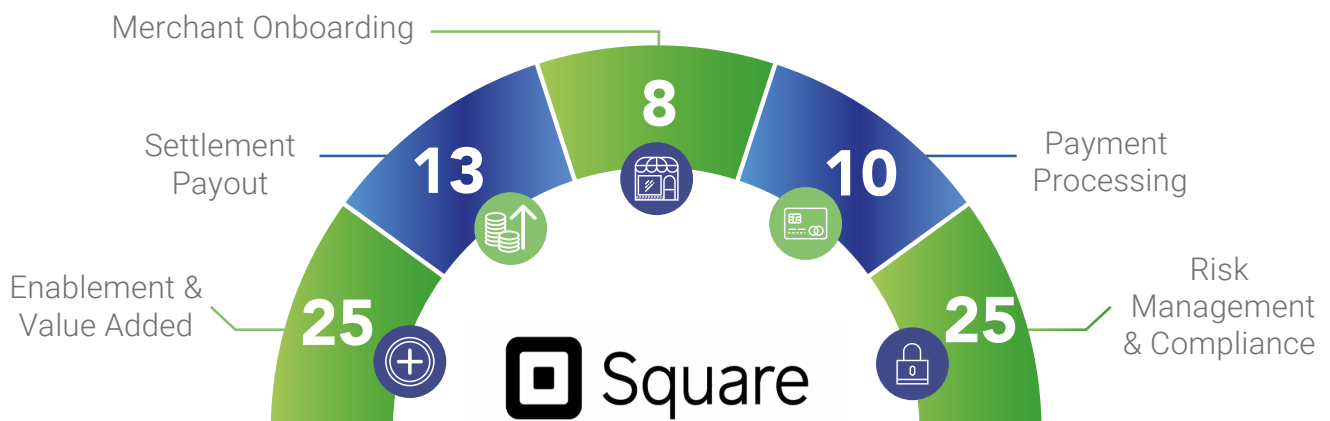 Merchant Onboarding
8
Settlement
Payout
13
10
Payment
Processing
Enablement &
Value Added
25
25
Risk
Management
& Compliance
Square